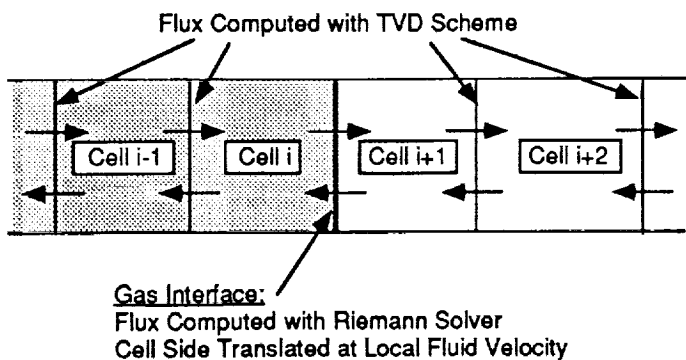 Flux Computed with TVD Scheme
Cell i-1
Cell i
Cell i+1
Cell i+2
Gas Interface:
Flux Computed with Riemann Solver
Cell Side Translated at Local Fluid Velocity